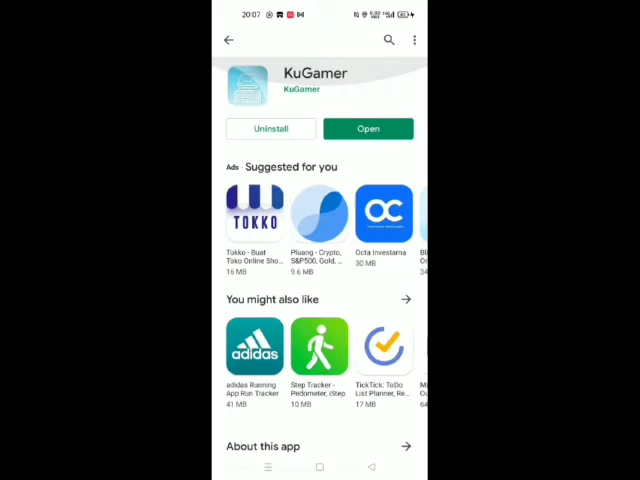 20:07
KuGamer
KuGamer
Uninstall
Open
Ads · Suggested for you
TOKKO
OC
Tokko - Buat
Toko Online Sho...
16 MB
Pluang - Crypto,
S&P500, Gold, ...
9.6 MB
Octa Investama
30 MB
You might also like
adidas
adidas Running
App Run Tracker
41 MB
Step Tracker -
Pedometer, iStep
10 MB
TickTick: ToDo
List Planner, Re...
17 MB
About this app